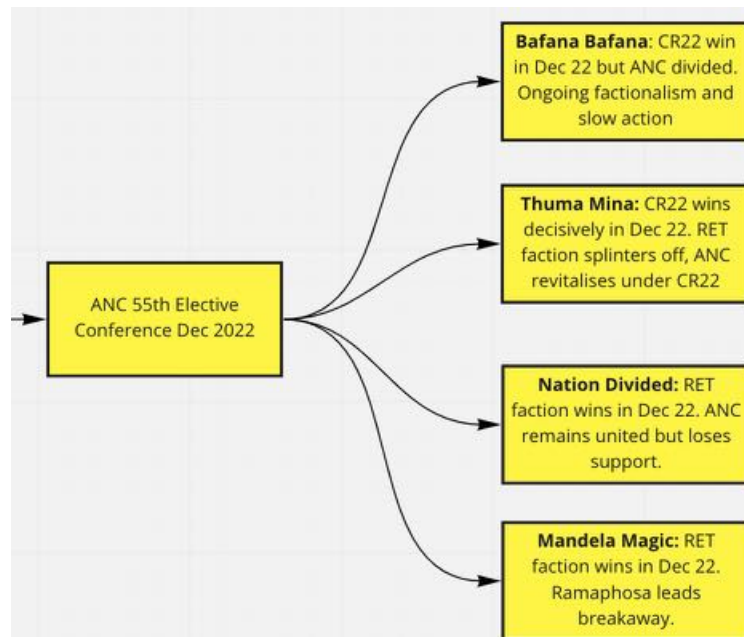 Bafana Bafana: CR22 win
in Dec 22 but ANC divided.
Ongoing factionalism and
slow action
Thuma Mina: CR22 wins
decisively in Dec 22. RET
faction splinters off, ANC
revitalises under CR22
ANC 55th Elective
Conference Dec 2022
Nation Divided: RET
faction wins in Dec 22. ANC
remains united but loses
support.
Mandela Magic: RET
faction wins in Dec 22.
Ramaphosa leads
breakaway.